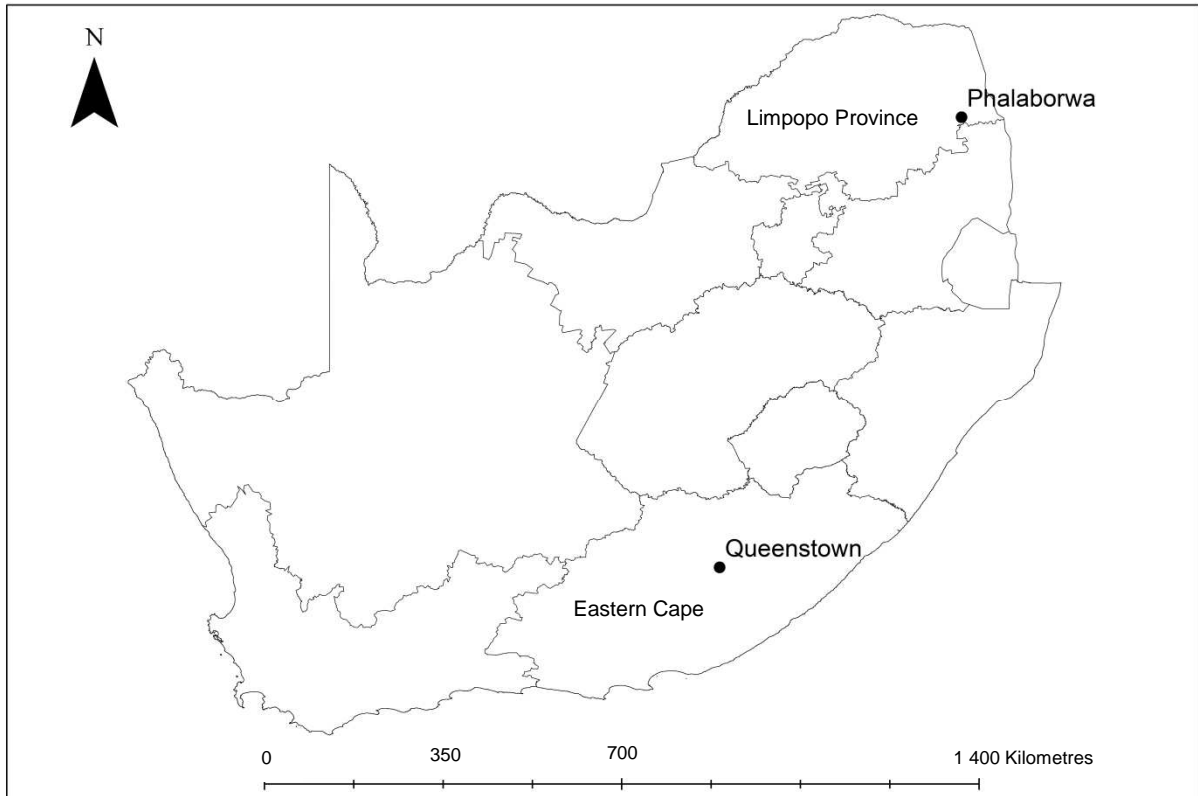 N
Phalaborwa
Limpopo Province
Queenstown
Eastern Cape
0 350 700 1 400 Kilometres